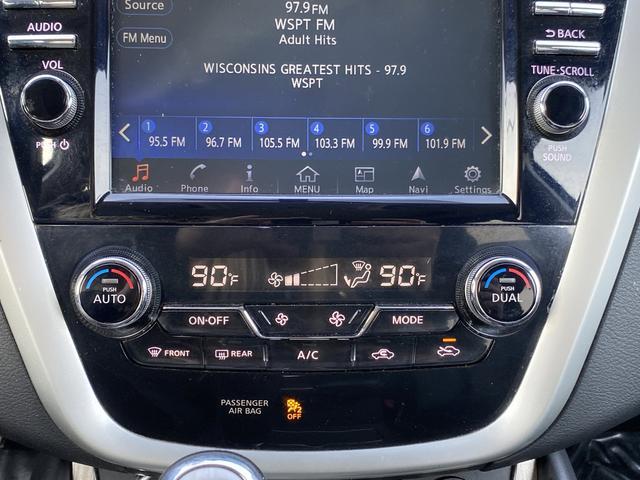 Source
97.9 FM
WSPT FM
Adult Hits
FM Menu
WISCONSINS GREATEST HITS - 97.9
WSPT
1 95.5 FM
2 96.7 FM
3 105.5 FM
4 103.3 FM
5 99.9 FM
6 101.9 FM
Audio
Phone
Info
MENU
Map
Navi
Settings
AUDIO
VOL
PUSH
BACK
TUNE·SCROLL
PUSH
SOUND
PUSH
AUTO
90°F
90°F
PUSH
DUAL
ON·OFF
MODE
FRONT
REAR
A/C
PASSENGER
AIR BAG
2
OFF